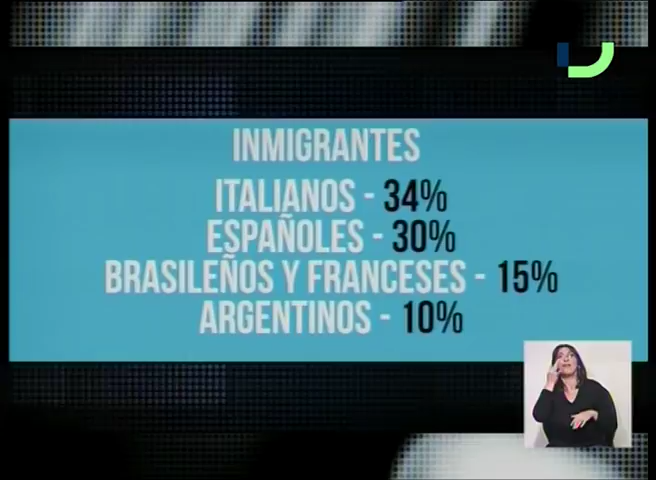 INMIGRANTES
ITALIANOS - 34%
ESPAÑOLES - 30%
BRASILEÑOS Y FRANCESES - 15%
ARGENTINOS - 10%